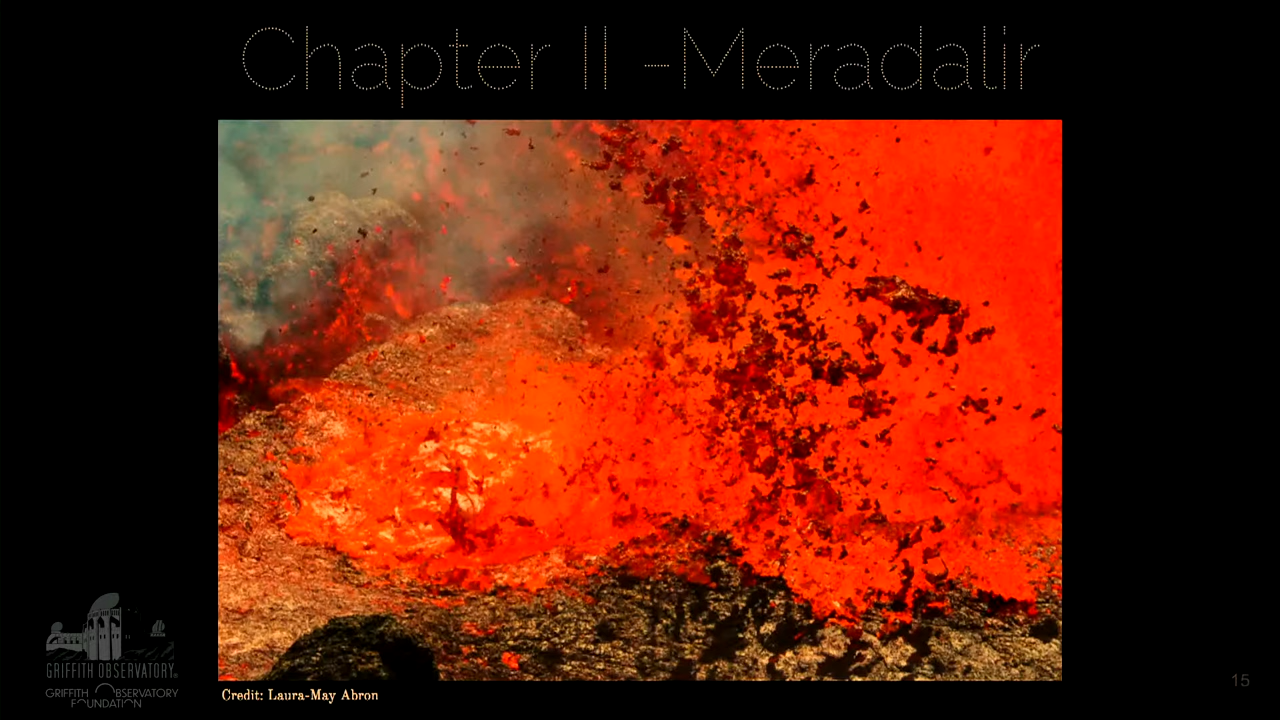 Chapter II -Meradalir
GRIFFITH OBSERVATORY
GRIFFITH OBSERVATORY
FOUNDATION
Credit: Laura-May Abron
15